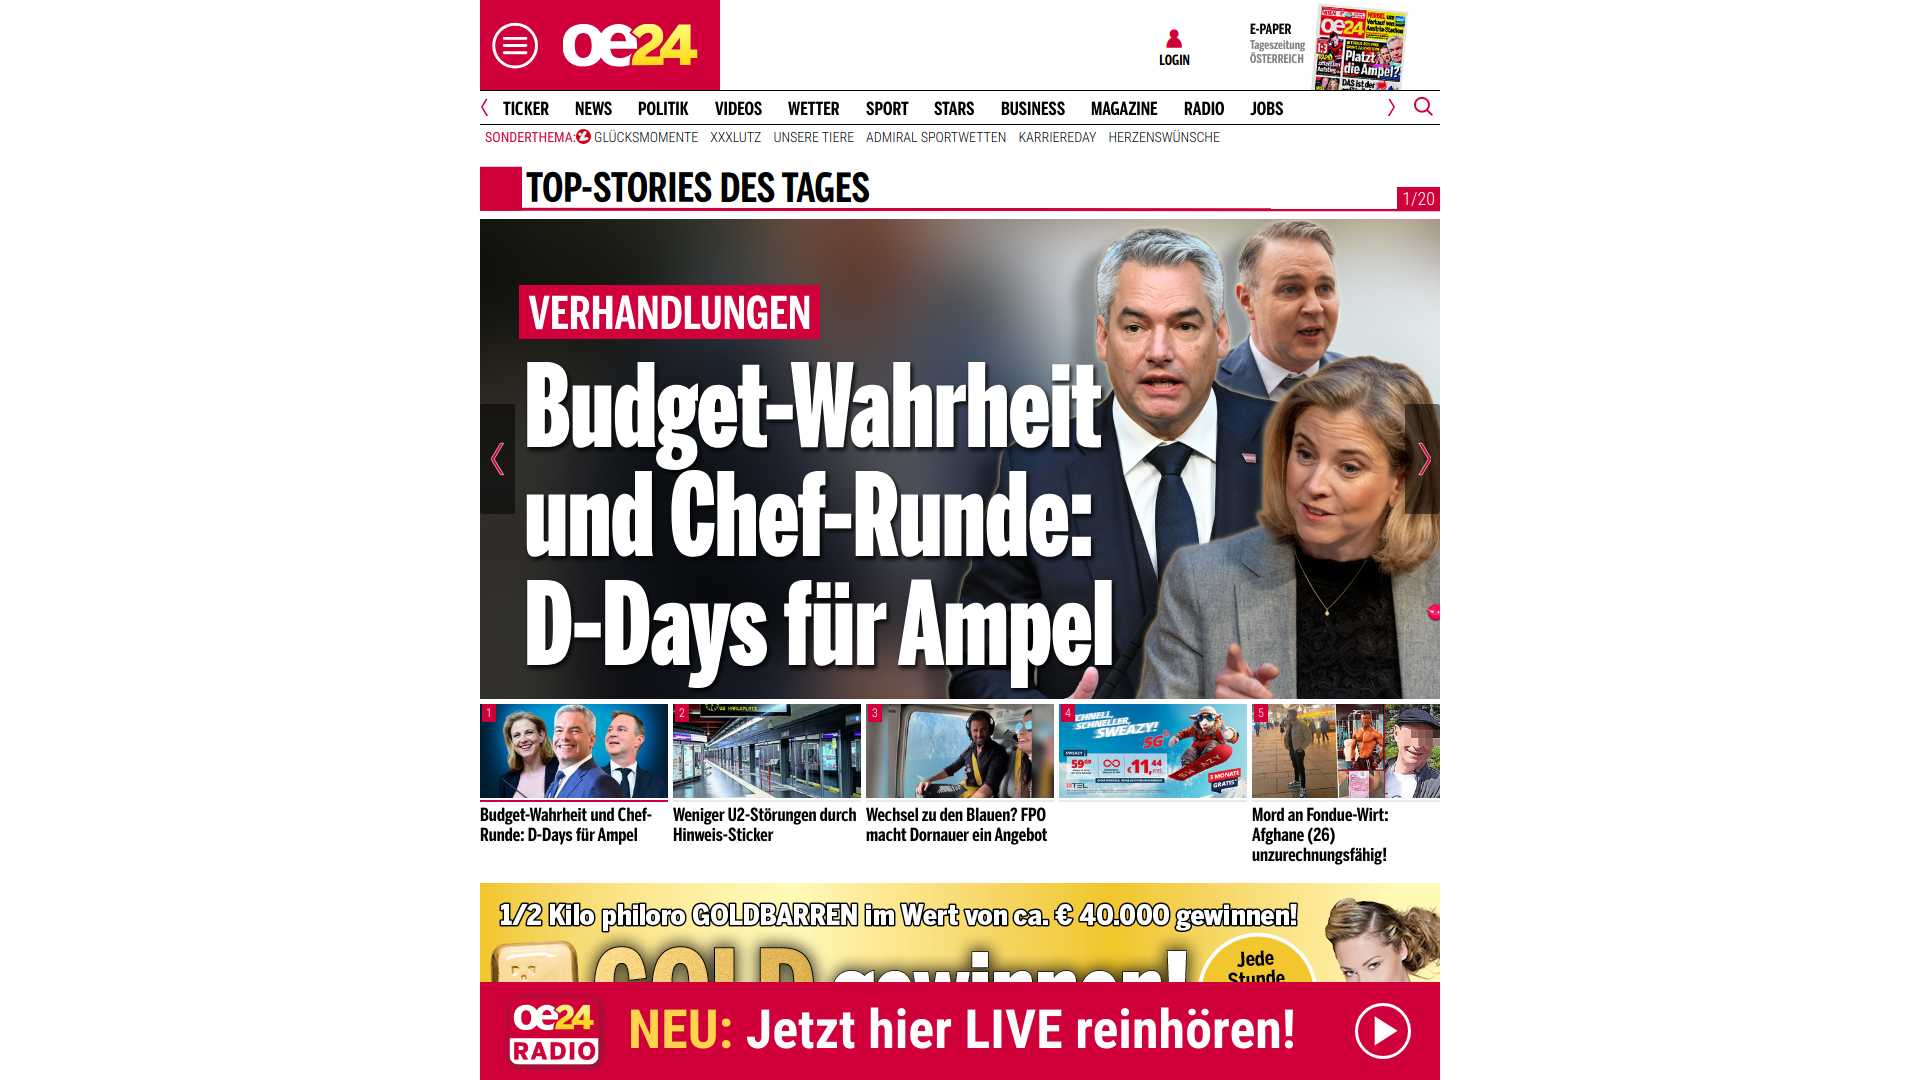 oe24
LOGIN
E-PAPER
Tageszeitung
ÖSTERREICH
oe24
Platzt
die Ampel?
TICKER NEWS POLITIK VIDEOS WETTER SPORT STARS BUSINESS MAGAZINE RADIO JOBS
SONDERTHEMA: GLÜCKSMOMENTE XXXLUTZ UNSERE TIERE ADMIRAL SPORTWETTEN KARRIEREDAY HERZENSWÜNSCHE
TOP-STORIES DES TAGES
1/20
VERHANDLUNGEN
Budget-Wahrheit
und Chef-Runde:
D-Days für Ampel
1
2
3
4
SCHNELL,
SCHNELLER,
SWEAZY!
5G
59
€11,44
3 MONATE
GRATIS
5
Budget-Wahrheit und Chef-
Runde: D-Days für Ampel
Weniger U2-Störungen durch
Hinweis-Sticker
Wechsel zu den Blauen? FPÖ
macht Dornauer ein Angebot
Mord an Fondue-Wirt:
Afghane (26)
unzurechnungsfähig!
1/2 Kilo philoro GOLDBARREN im Wert von ca. € 40.000 gewinnen!
GOLD gewinnen!
Jede
Stunde
oe24
RADIO
NEU: Jetzt hier LIVE reinhören!